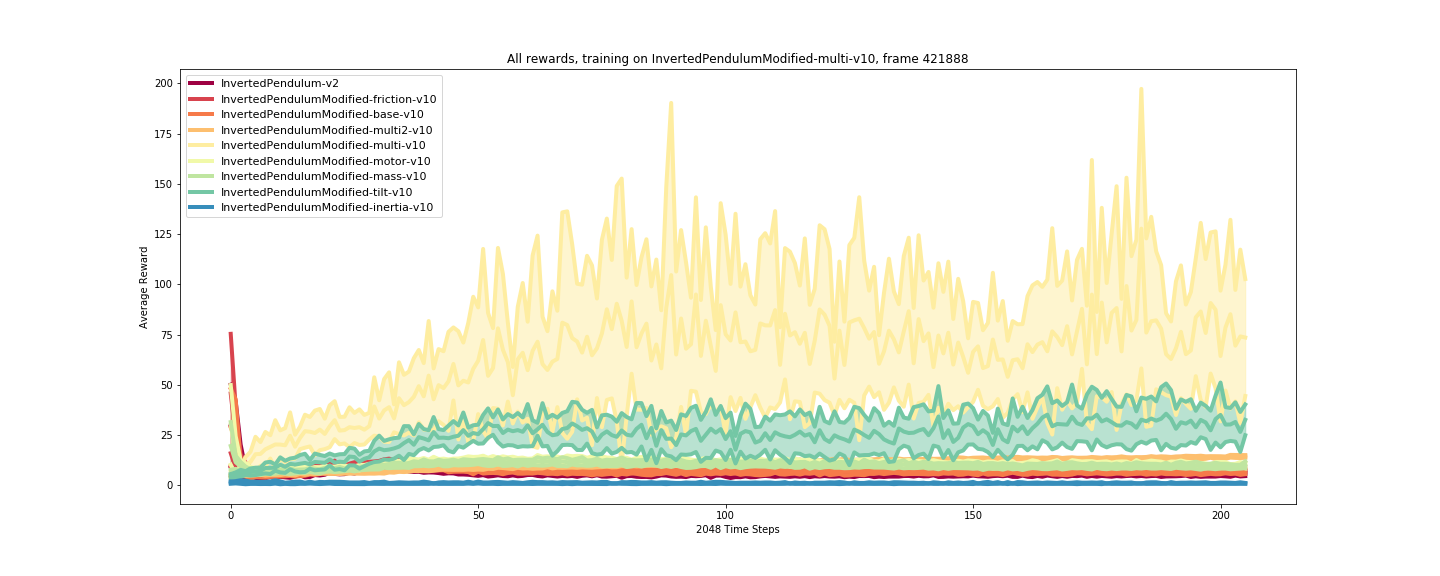 All rewards, training on InvertedPendulumModified-multi-v10, frame 421888
InvertedPendulum-v2
InvertedPendulumModified-friction-v10
InvertedPendulumModified-base-v10
InvertedPendulumModified-multi2-v10
InvertedPendulumModified-multi-v10
InvertedPendulumModified-motor-v10
InvertedPendulumModified-mass-v10
InvertedPendulumModified-tilt-v10
InvertedPendulumModified-inertia-v10
Average Reward
200
175
150
125
100
75
50
25
0
0 50 100 150 200
2048 Time Steps